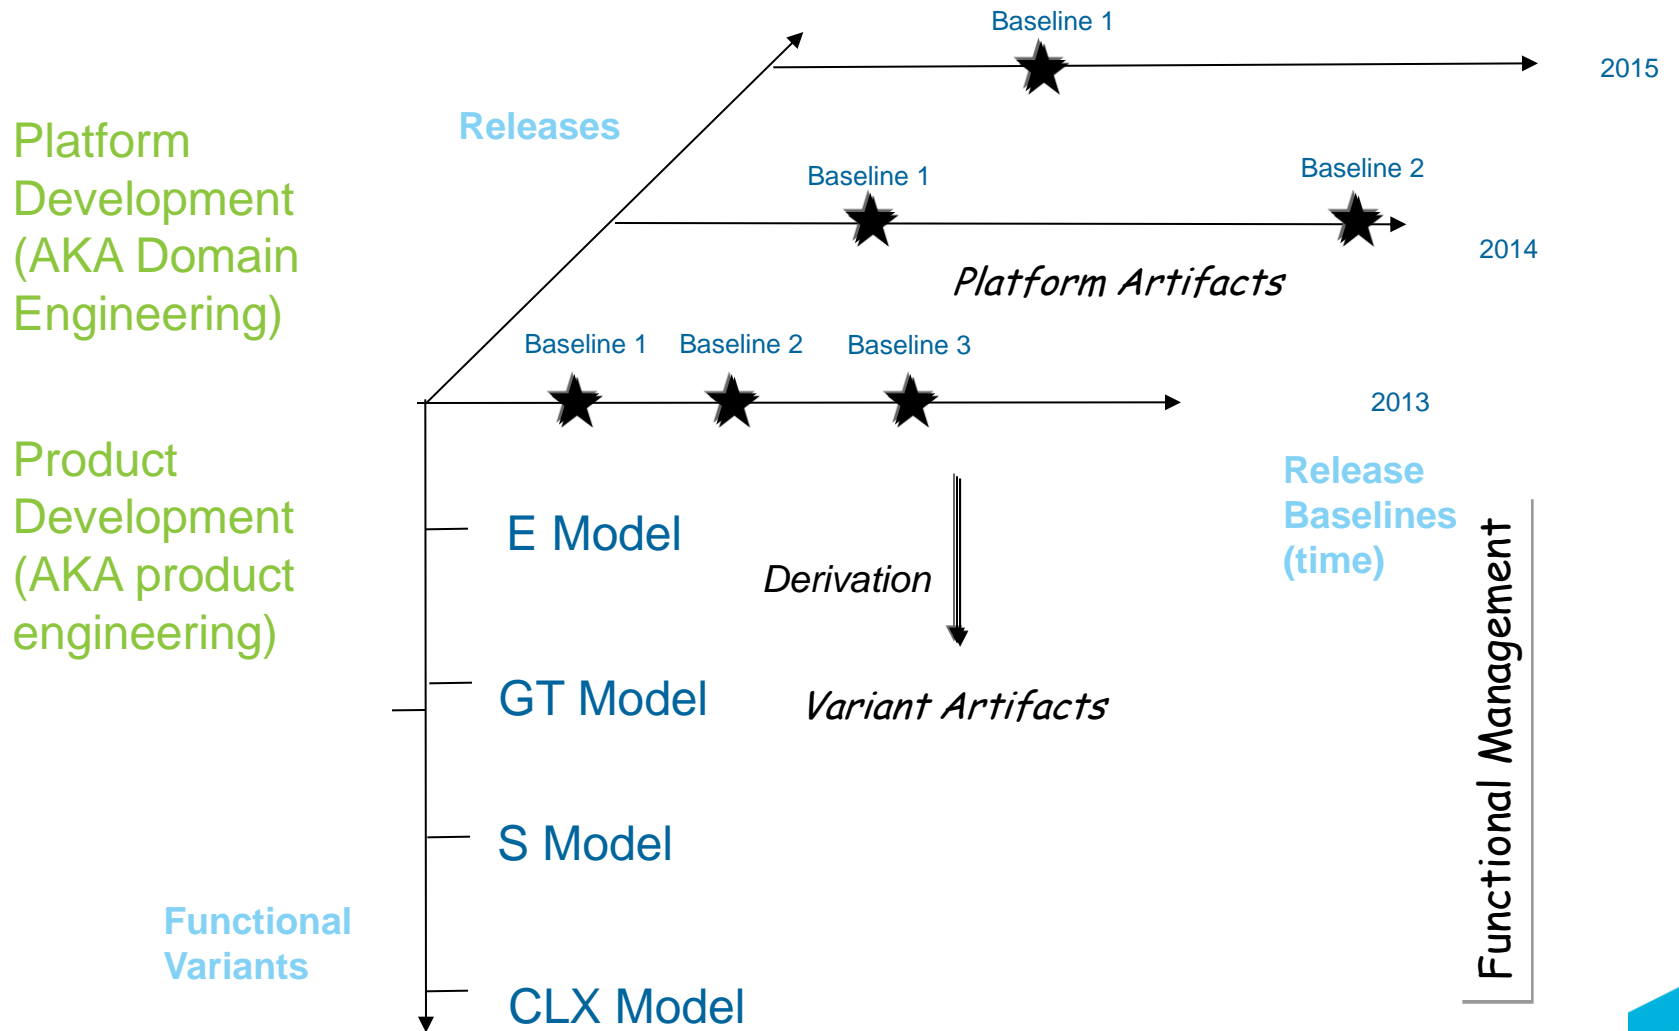 Baseline 1
2015
Releases
Platform
Development
(AKA Domain
Engineering)
Baseline 1
Baseline 2
2014
Platform Artifacts
Baseline 1
Baseline 2
Baseline 3
2013
Product
Development
(AKA product
engineering)
Release
Baselines
(time)
E Model
Derivation
GT Model
Variant Artifacts
Functional Management
S Model
Functional
Variants
CLX Model